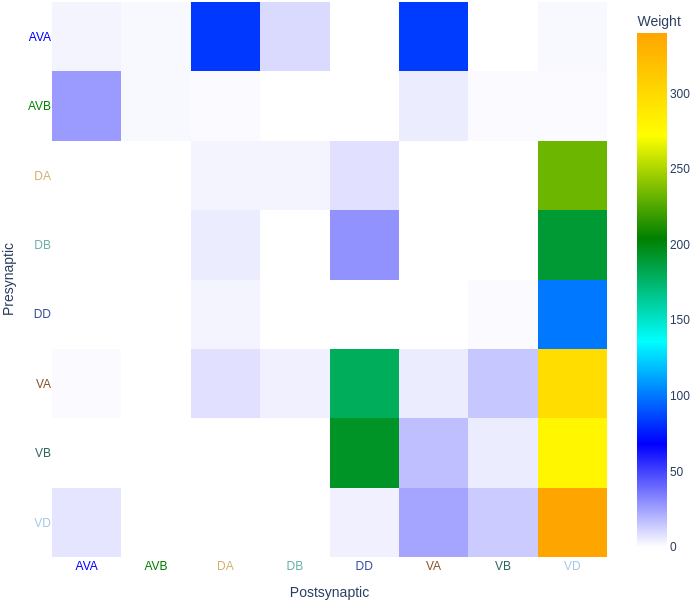 Weight
AVA
AVB
DA
DB
DD
VA
VB
VD
Presynaptic
300
250
200
150
100
50
0
AVA AVB DA DB DD VA VB VD
Postsynaptic